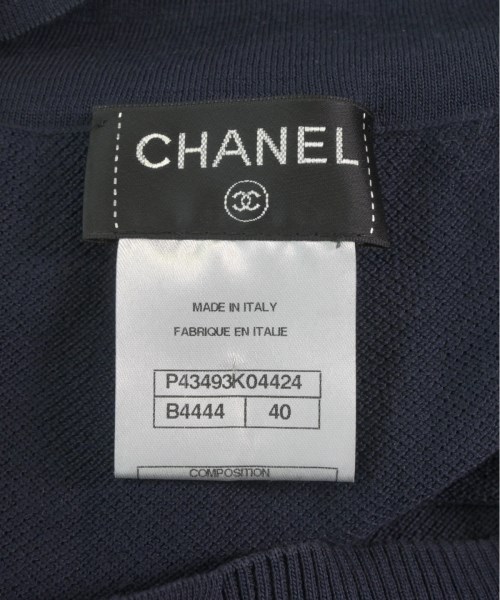 CHANEL
MADE IN ITALY
FABRIQUE EN ITALIE
P43493K04424
B4444 40
COMPOSITION